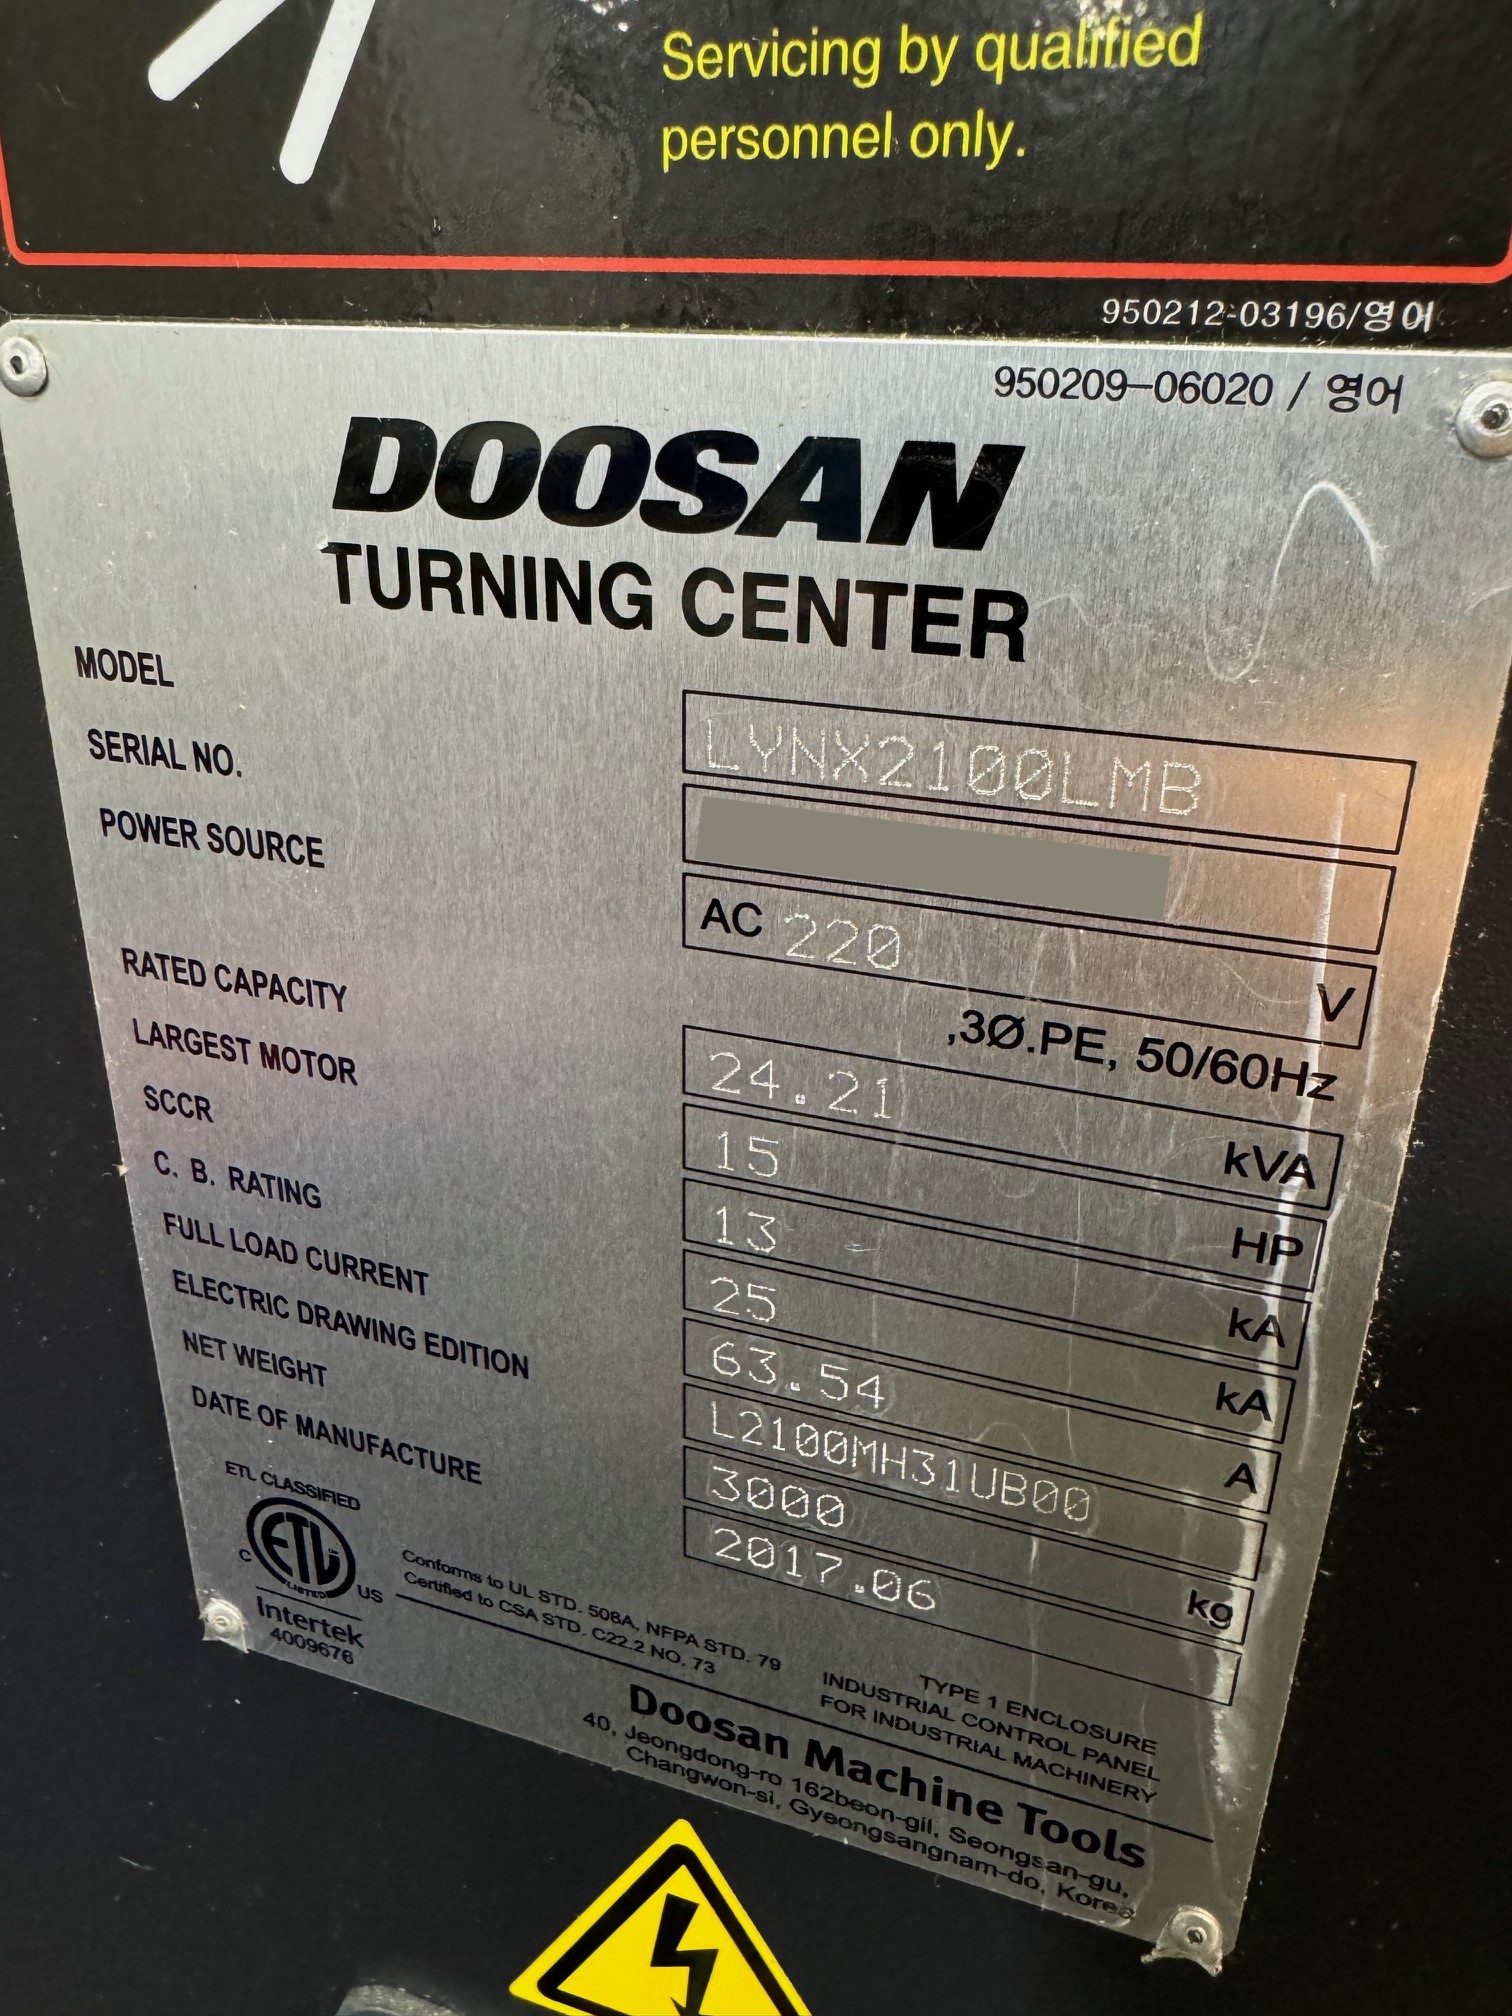 Servicing by qualified
personnel only.
950212-03196/영어
950209-06020 / 영어
DOOSAN
TURNING CENTER
MODEL LYNX2100LMB
SERIAL NO.
POWER SOURCE AC 220 V
,3Ø.PE, 50/60Hz
RATED CAPACITY 24.21 kVA
LARGEST MOTOR 15 HP
SCCR 13 kA
C. B. RATING 25 kA
FULL LOAD CURRENT 63.54 A
ELECTRIC DRAWING EDITION L2100MH31UB00
NET WEIGHT 3000 kg
DATE OF MANUFACTURE 2017.06
ETL CLASSIFIED
ETL
LISTED
C US
Intertek
4009676
Conforms to UL STD. 508A, NFPA STD. 79
Certified to CSA STD. C22.2 NO. 73
TYPE 1 ENCLOSURE
INDUSTRIAL CONTROL PANEL
FOR INDUSTRIAL MACHINERY
Doosan Machine Tools
40, Jeongdong-ro 162beon-gil, Seongsan-gu,
Changwon-si, Gyeongsangnam-do, Korea